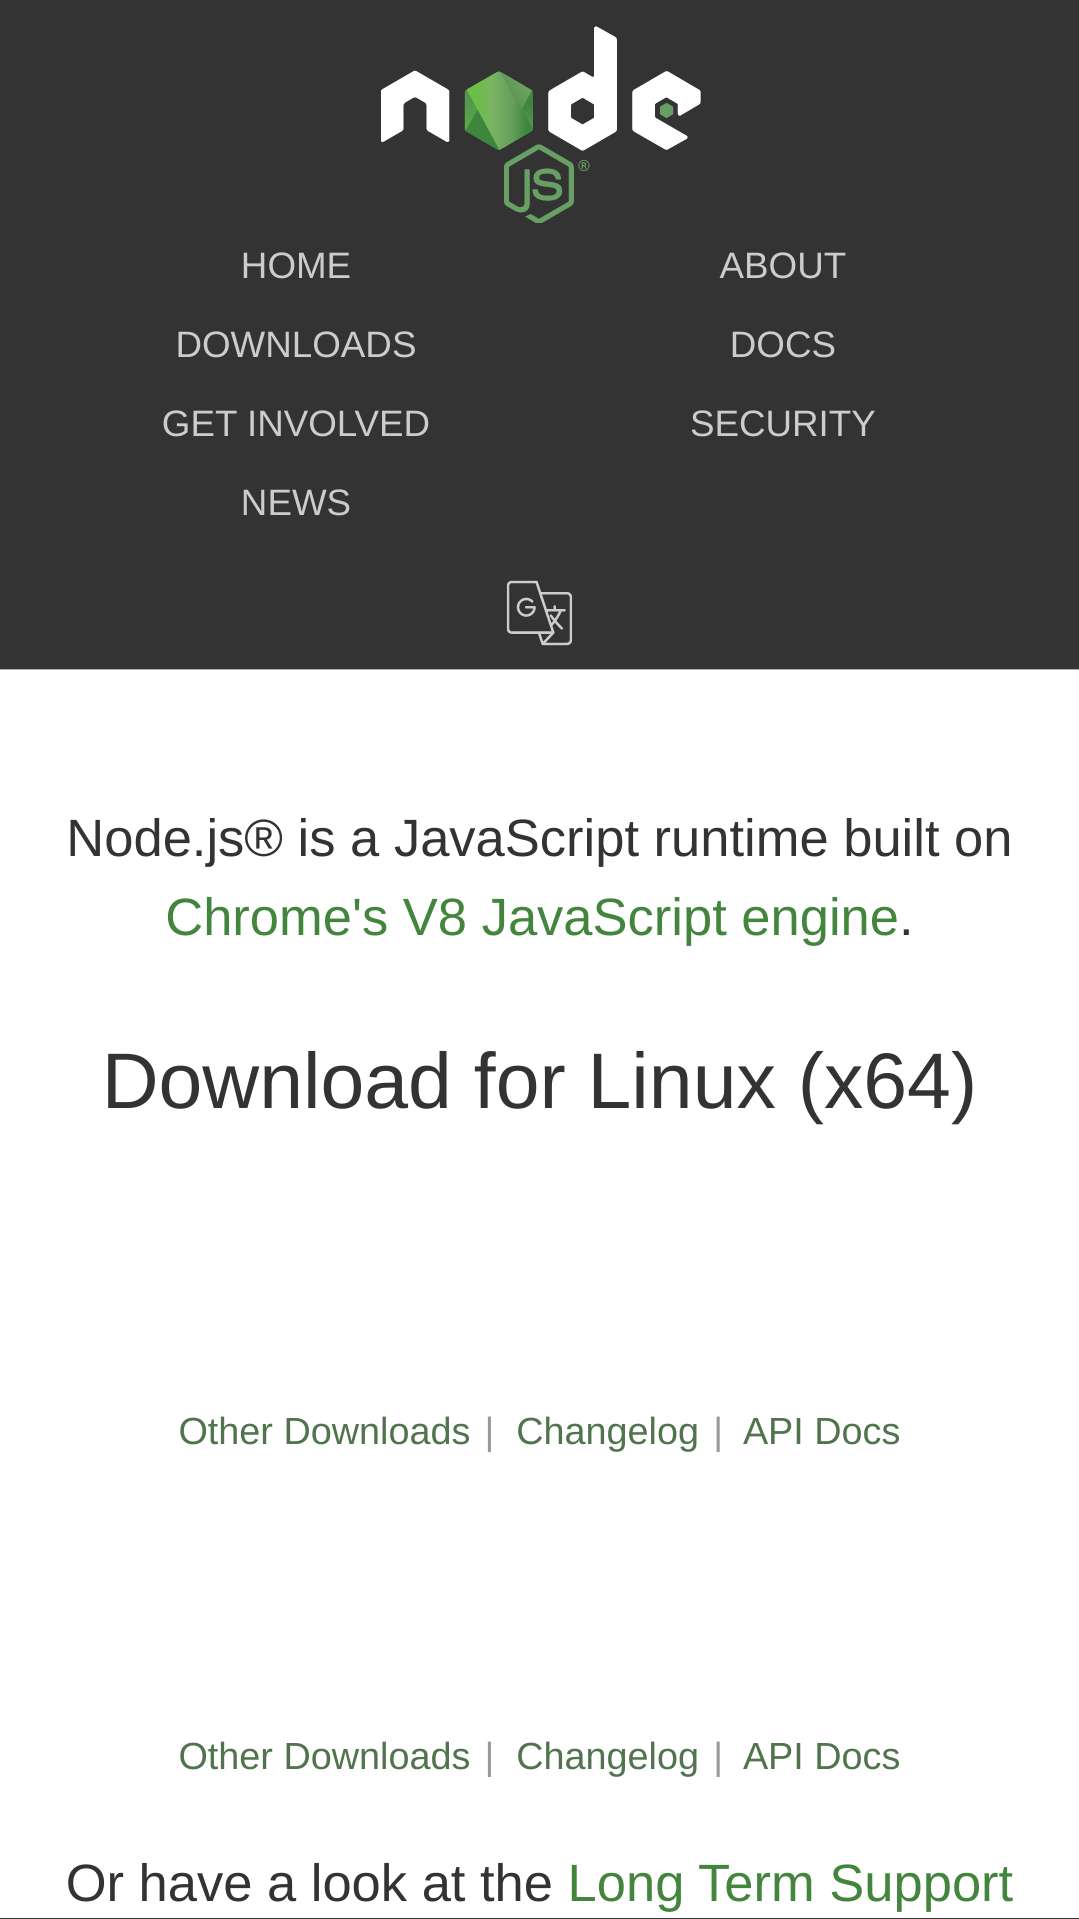 node
JS®
HOME ABOUT
DOWNLOADS DOCS
GET INVOLVED SECURITY
NEWS
G 文
Node.js® is a JavaScript runtime built on
Chrome's V8 JavaScript engine.
Download for Linux (x64)
Other Downloads | Changelog | API Docs
Other Downloads | Changelog | API Docs
Or have a look at the Long Term Support